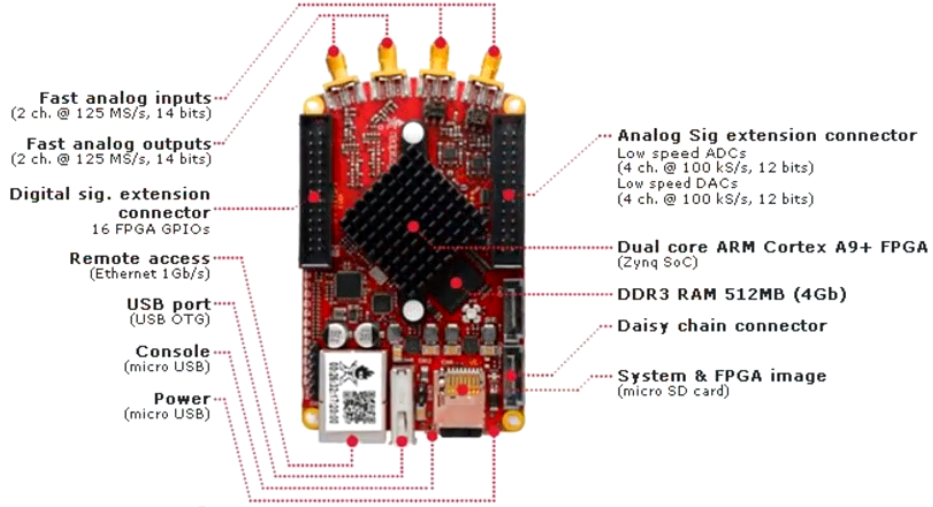 Fast analog inputs
(2 ch. @ 125 MS/s, 14 bits)
Fast analog outputs
(2 ch. @ 125 MS/s, 14 bits)
Digital sig. extension
connector
16 FPGA GPIOs
Remote access
(Ethernet 1Gb/s)
USB port
(USB OTG)
Console
(micro USB)
Power
(micro USB)
Analog Sig extension connector
Low speed ADCs
(4 ch. @ 100 kS/s, 12 bits)
Low speed DACs
(4 ch. @ 100 kS/s, 12 bits)
Dual core ARM Cortex A9+ FPGA
(Zynq SoC)
DDR3 RAM 512MB (4Gb)
Daisy chain connector
System & FPGA image
(micro SD card)